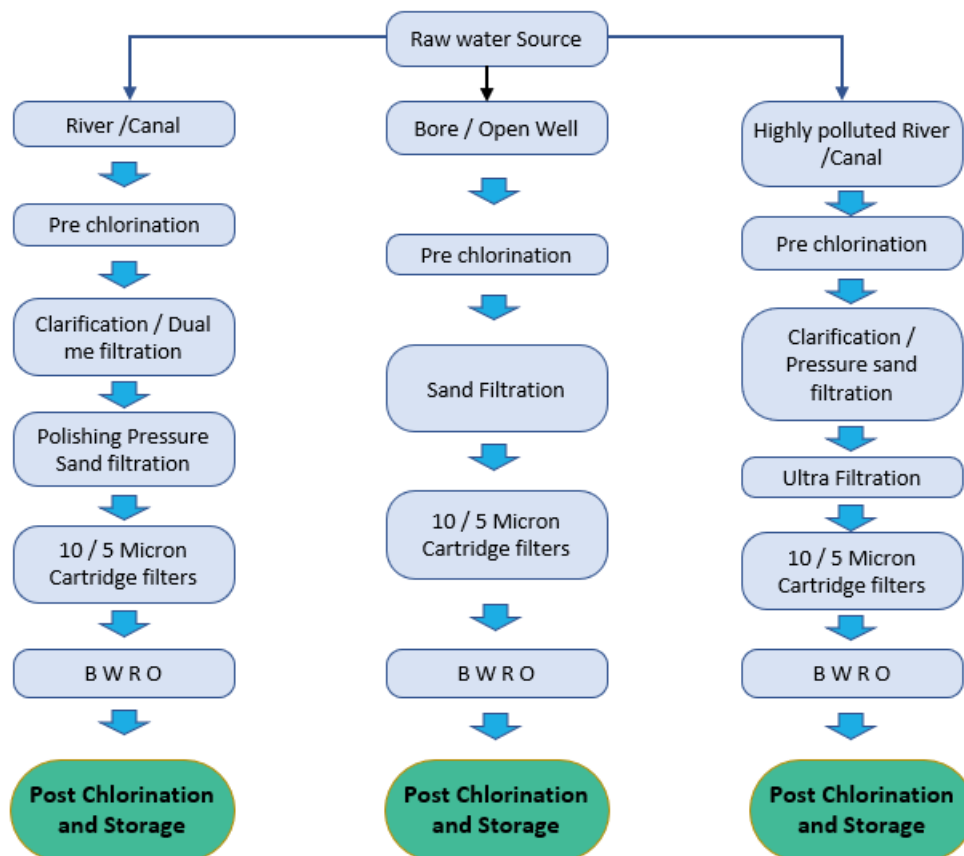 Raw water Source
River /Canal
Pre chlorination
Clarification / Dual
me filtration
Polishing Pressure
Sand filtration
10 / 5 Micron
Cartridge filters
B W R O
Post Chlorination
and Storage
Bore / Open Well
Pre chlorination
Sand Filtration
10 / 5 Micron
Cartridge filters
B W R O
Post Chlorination
and Storage
Highly polluted River
/Canal
Pre chlorination
Clarification /
Pressure sand
filtration
Ultra Filtration
10 / 5 Micron
Cartridge filters
B W R O
Post Chlorination
and Storage